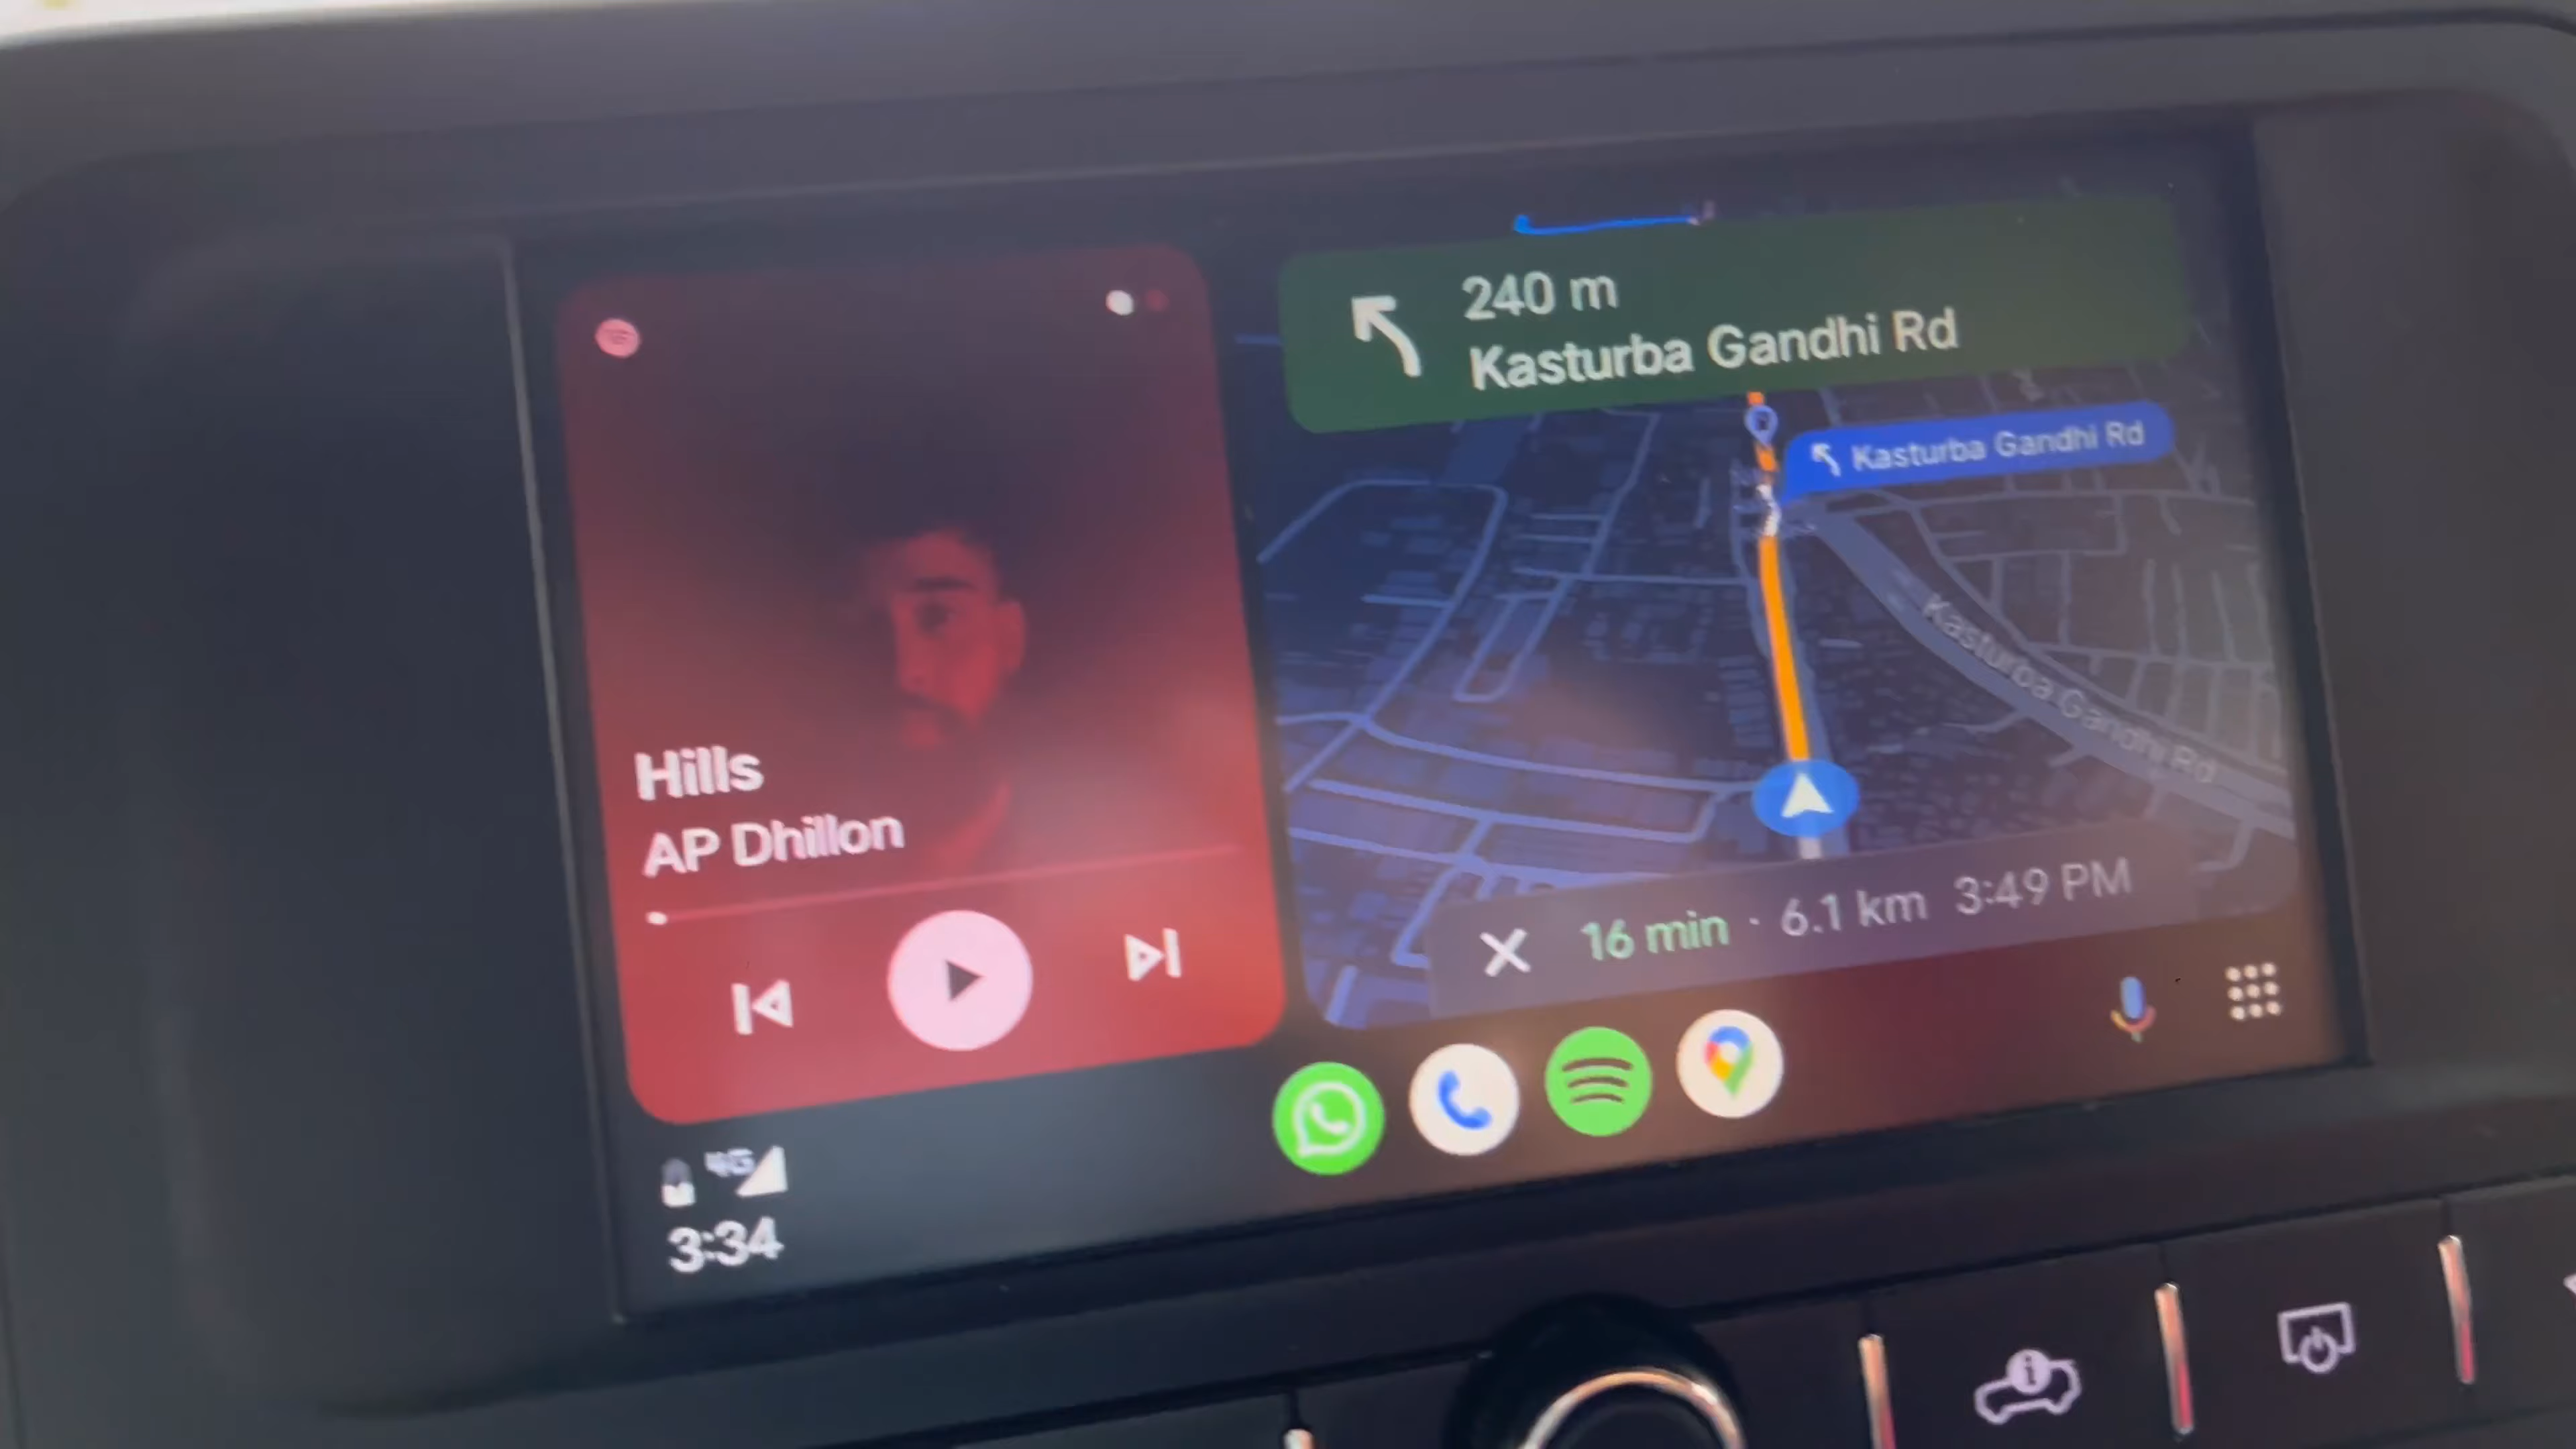 240 m
Kasturba Gandhi Rd
Kasturba Gandhi Rd
Kasturba Gandhi Rd
Hills
AP Dhillon
16 min · 6.1 km 3:49 PM
4G
3:34